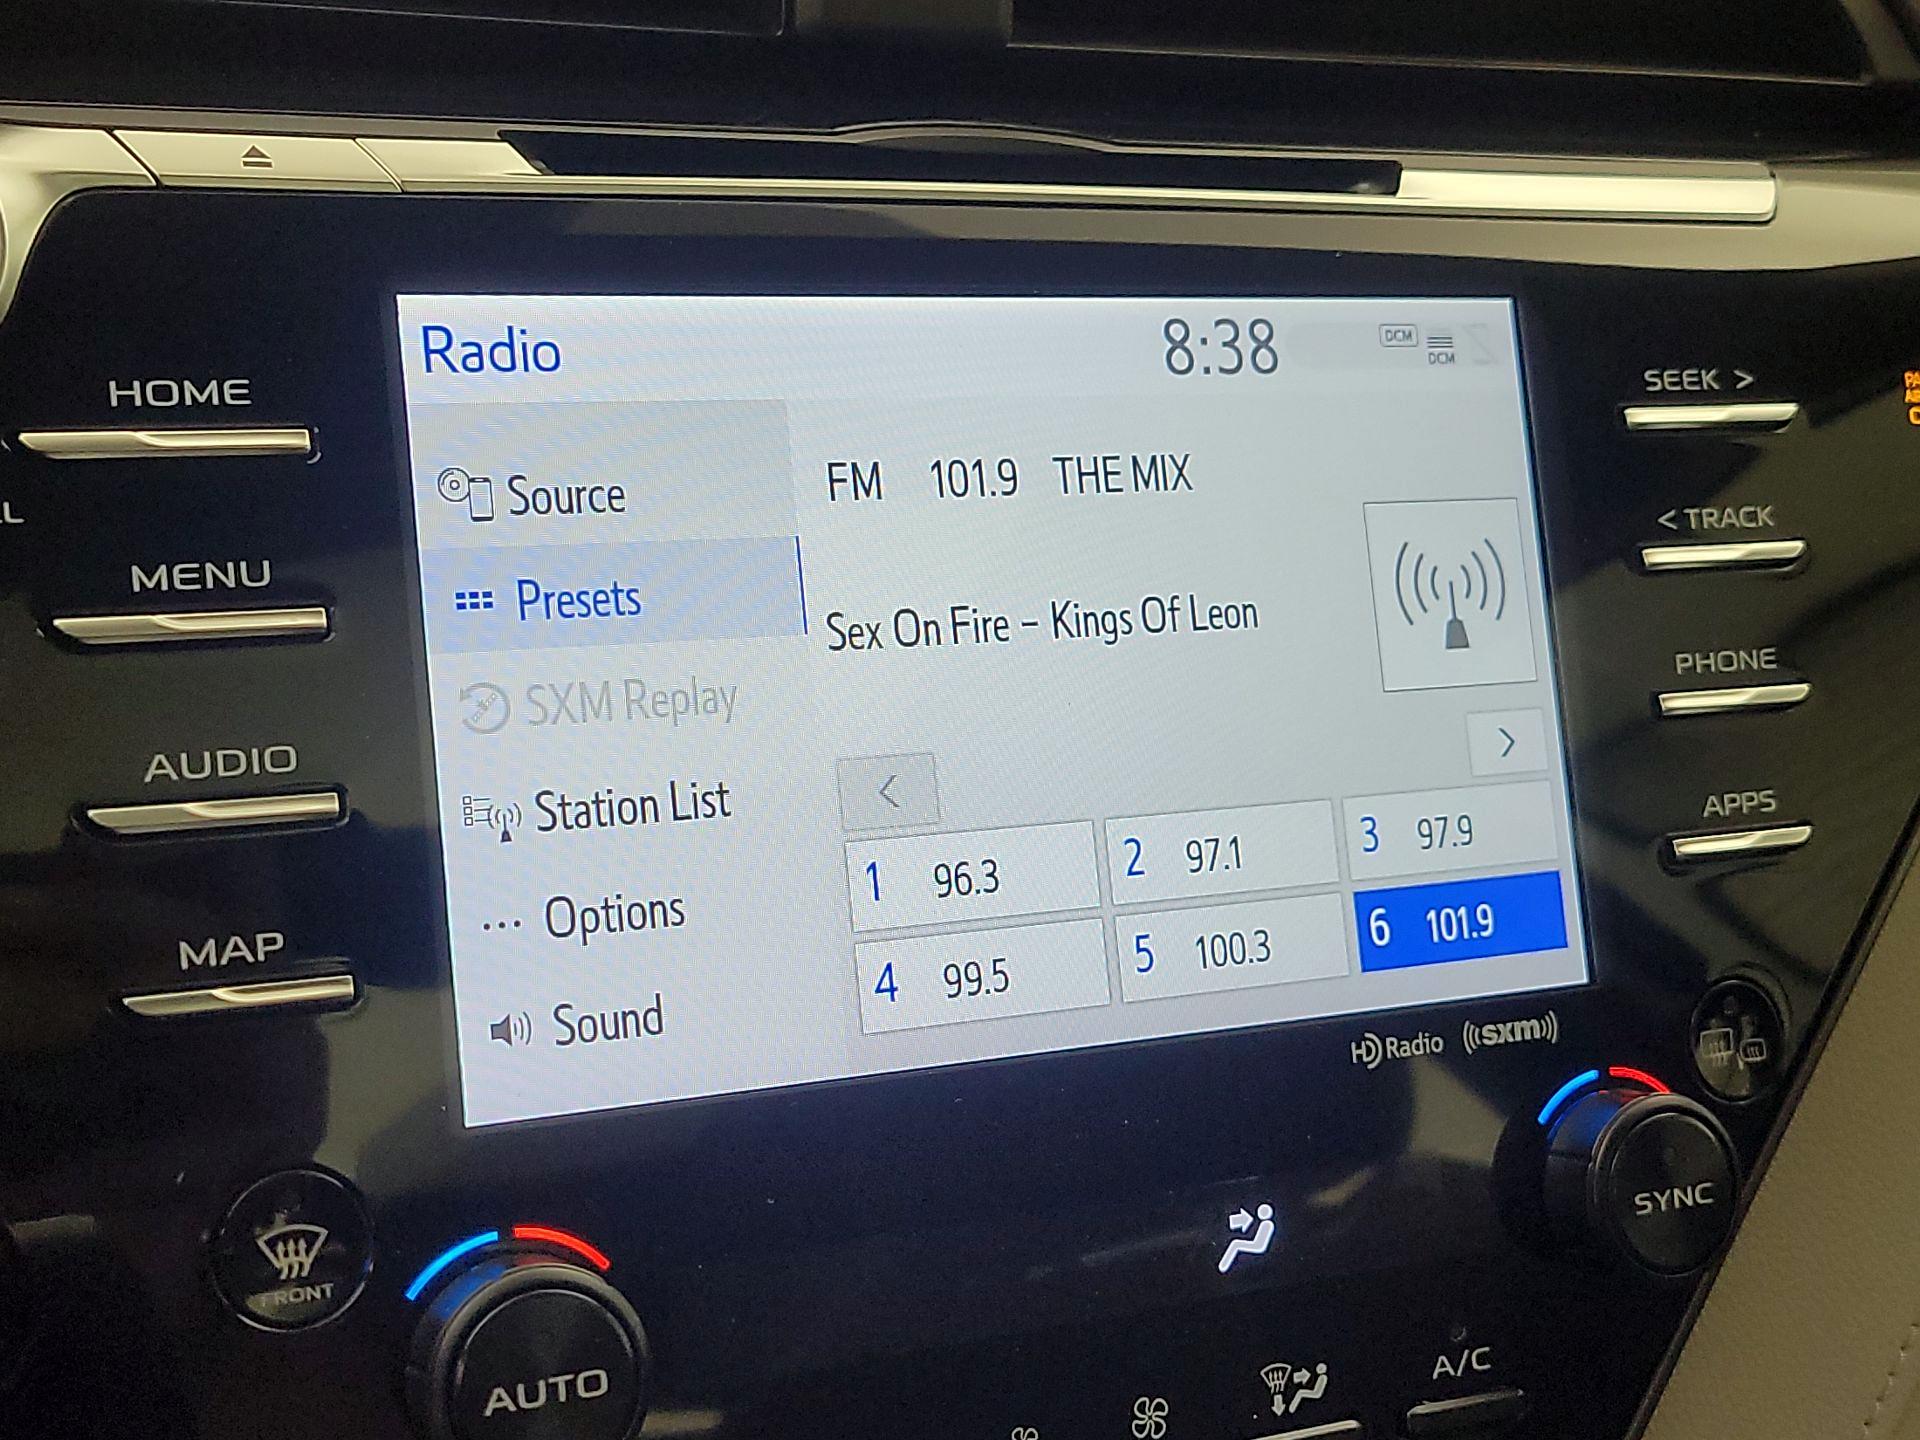 Radio 8:38 DCM
DCM
HOME
SEEK >
FM 101.9 THE MIX
Source
< TRACK
MENU
Presets
Sex On Fire – Kings Of Leon
PHONE
SXM Replay
AUDIO
Station List
< >
APPS
1 96.3 2 97.1 3 97.9
Options
MAP
4 99.5 5 100.3 6 101.9
Sound
HD Radio ((sxm))
SYNC
FRONT
AUTO
A/C